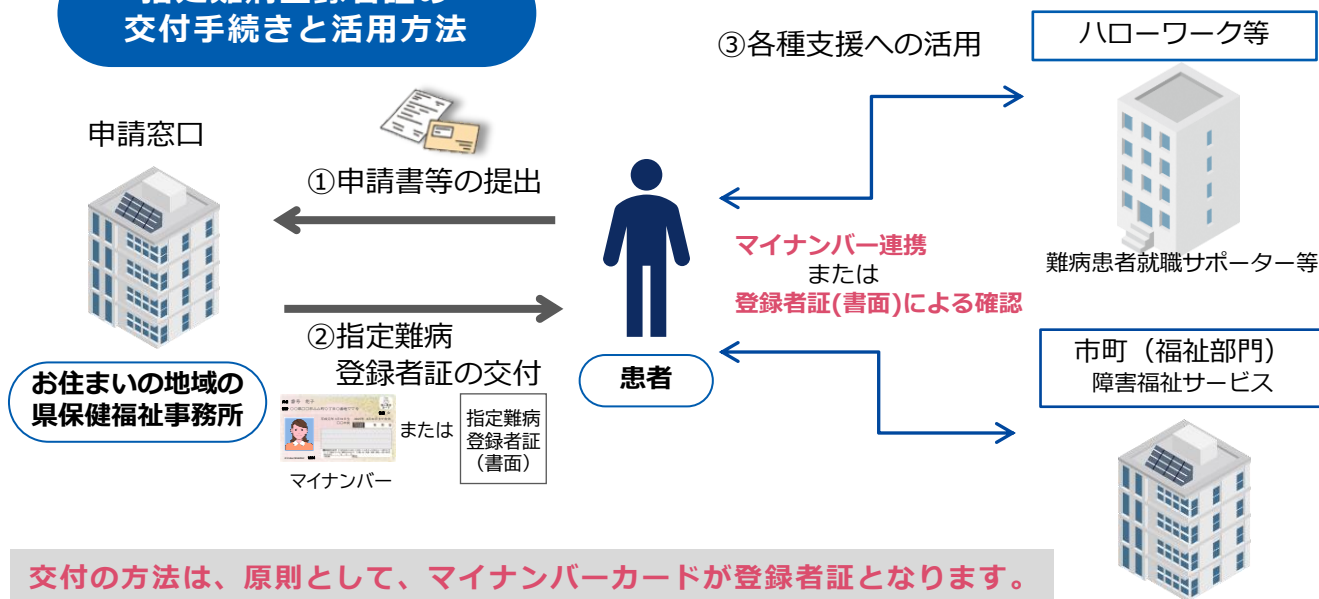 交付手続きと活用方法
③各種支援への活用
ハローワーク等
申請窓口
①申請書等の提出
難病患者就職サポーター等
マイナンバー連携
または
登録者証(書面)による確認
②指定難病
登録者証の交付
お住まいの地域の
県保健福祉事務所
患者
市町（福祉部門）
障害福祉サービス
または
指定難病
登録者証
（書面）
マイナンバー
交付の方法は、原則として、マイナンバーカードが登録者証となります。